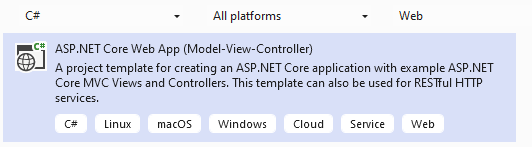 C# All platforms Web
C#
ASP.NET Core Web App (Model-View-Controller)
A project template for creating an ASP.NET Core application with example ASP.NET
Core MVC Views and Controllers. This template can also be used for RESTful HTTP
services.
C# Linux macOS Windows Cloud Service Web